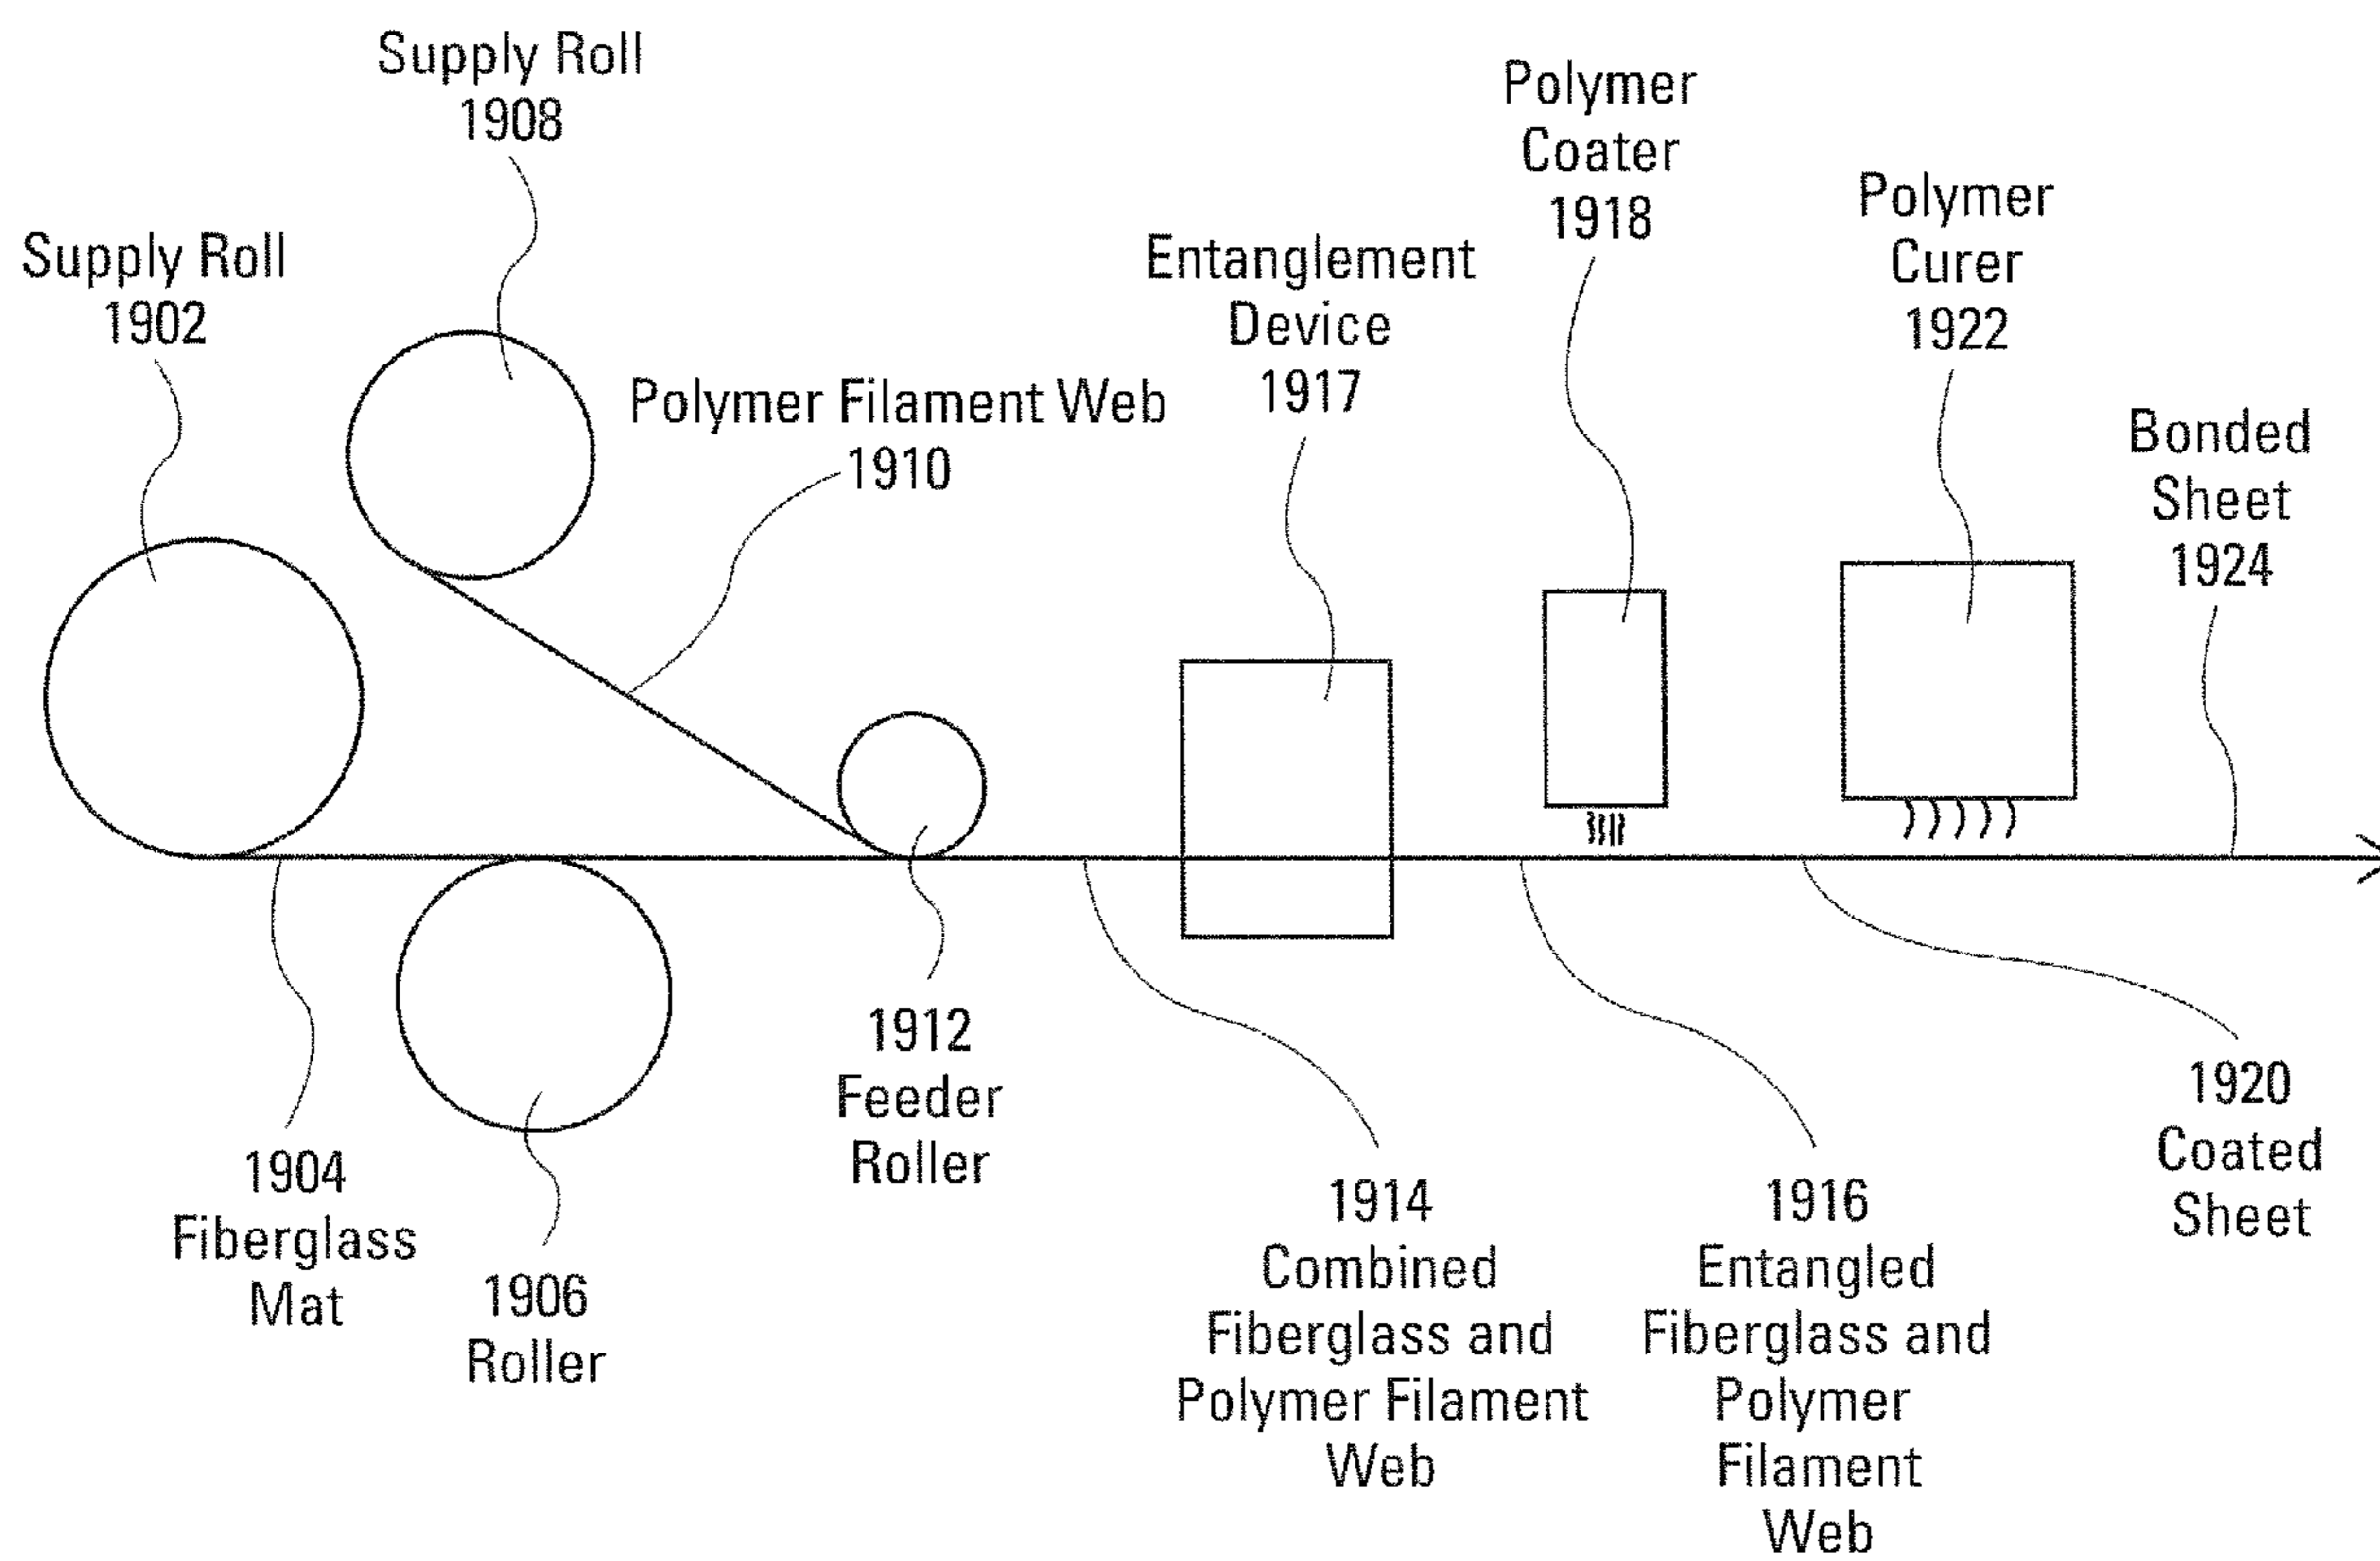 Supply Roll
1908
Supply Roll
1902
Polymer Filament Web
1910
Entanglement
Device
1917
Polymer
Coater
1918
Polymer
Curer
1922
Bonded
Sheet
1924
1904
Fiberglass
Mat
1906
Roller
1912
Feeder
Roller
1914
Combined
Fiberglass and
Polymer Filament
Web
1916
Entangled
Fiberglass and
Polymer
Filament
Web
1920
Coated
Sheet